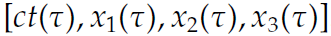 [ct(τ), x₁(τ), x₂(τ), x₃(τ)]